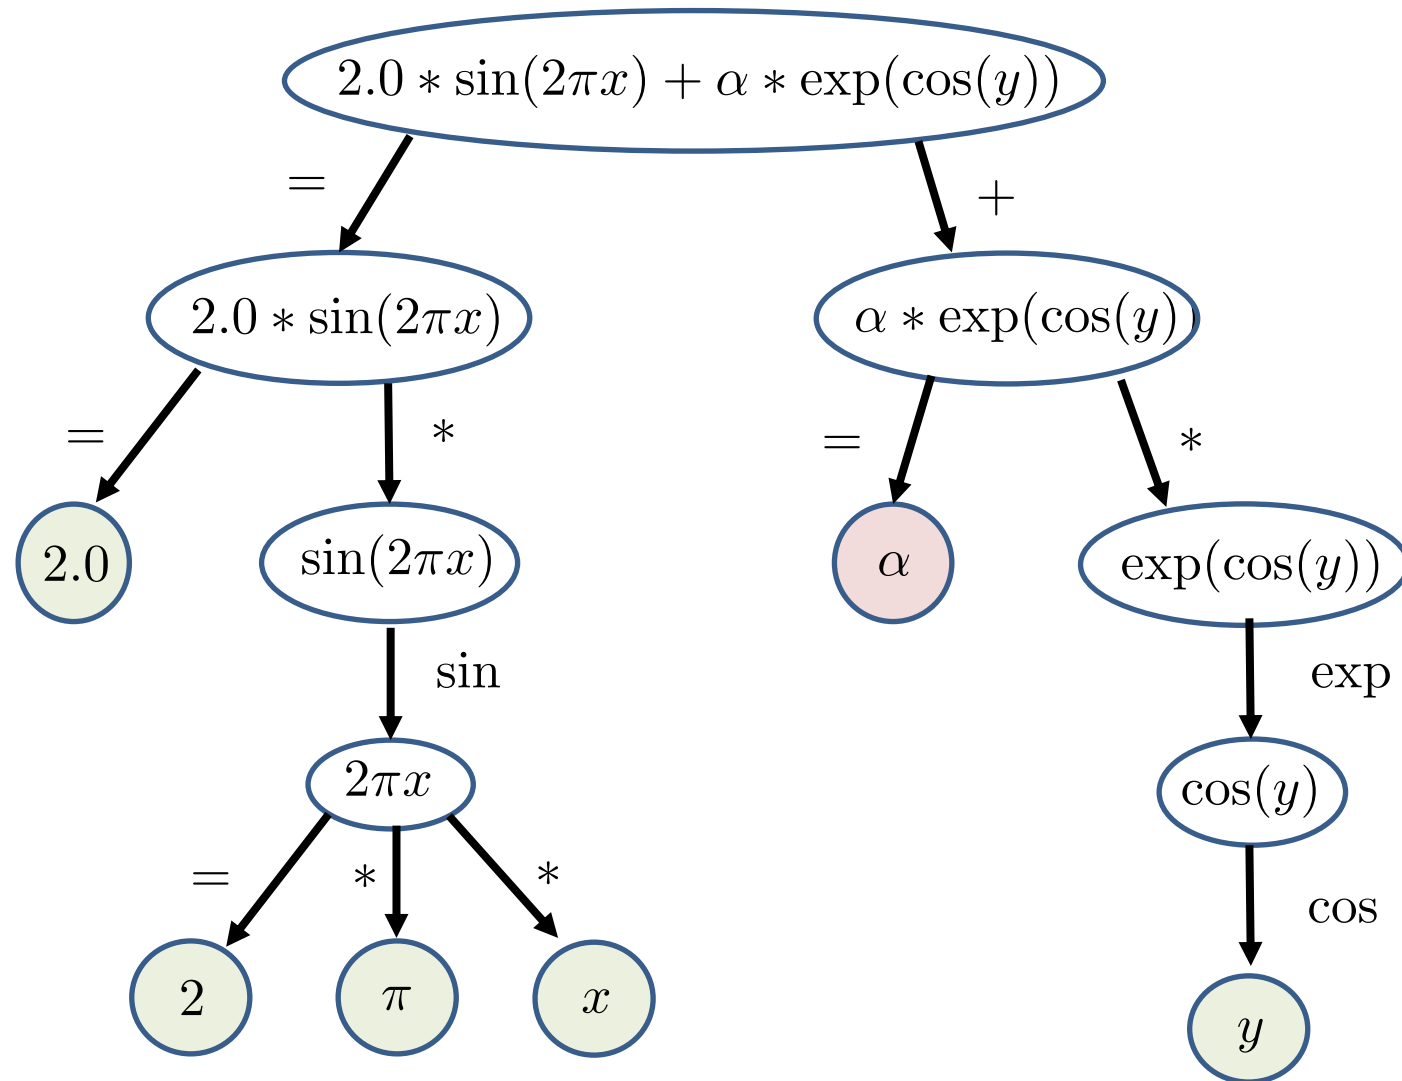 2.0 * sin(2πx) + α * exp(cos(y))
= +
2.0 * sin(2πx) α * exp(cos(y))
= * = *
2.0 sin(2πx) α exp(cos(y))
sin exp
2πx cos(y)
= * * cos
2 π x y